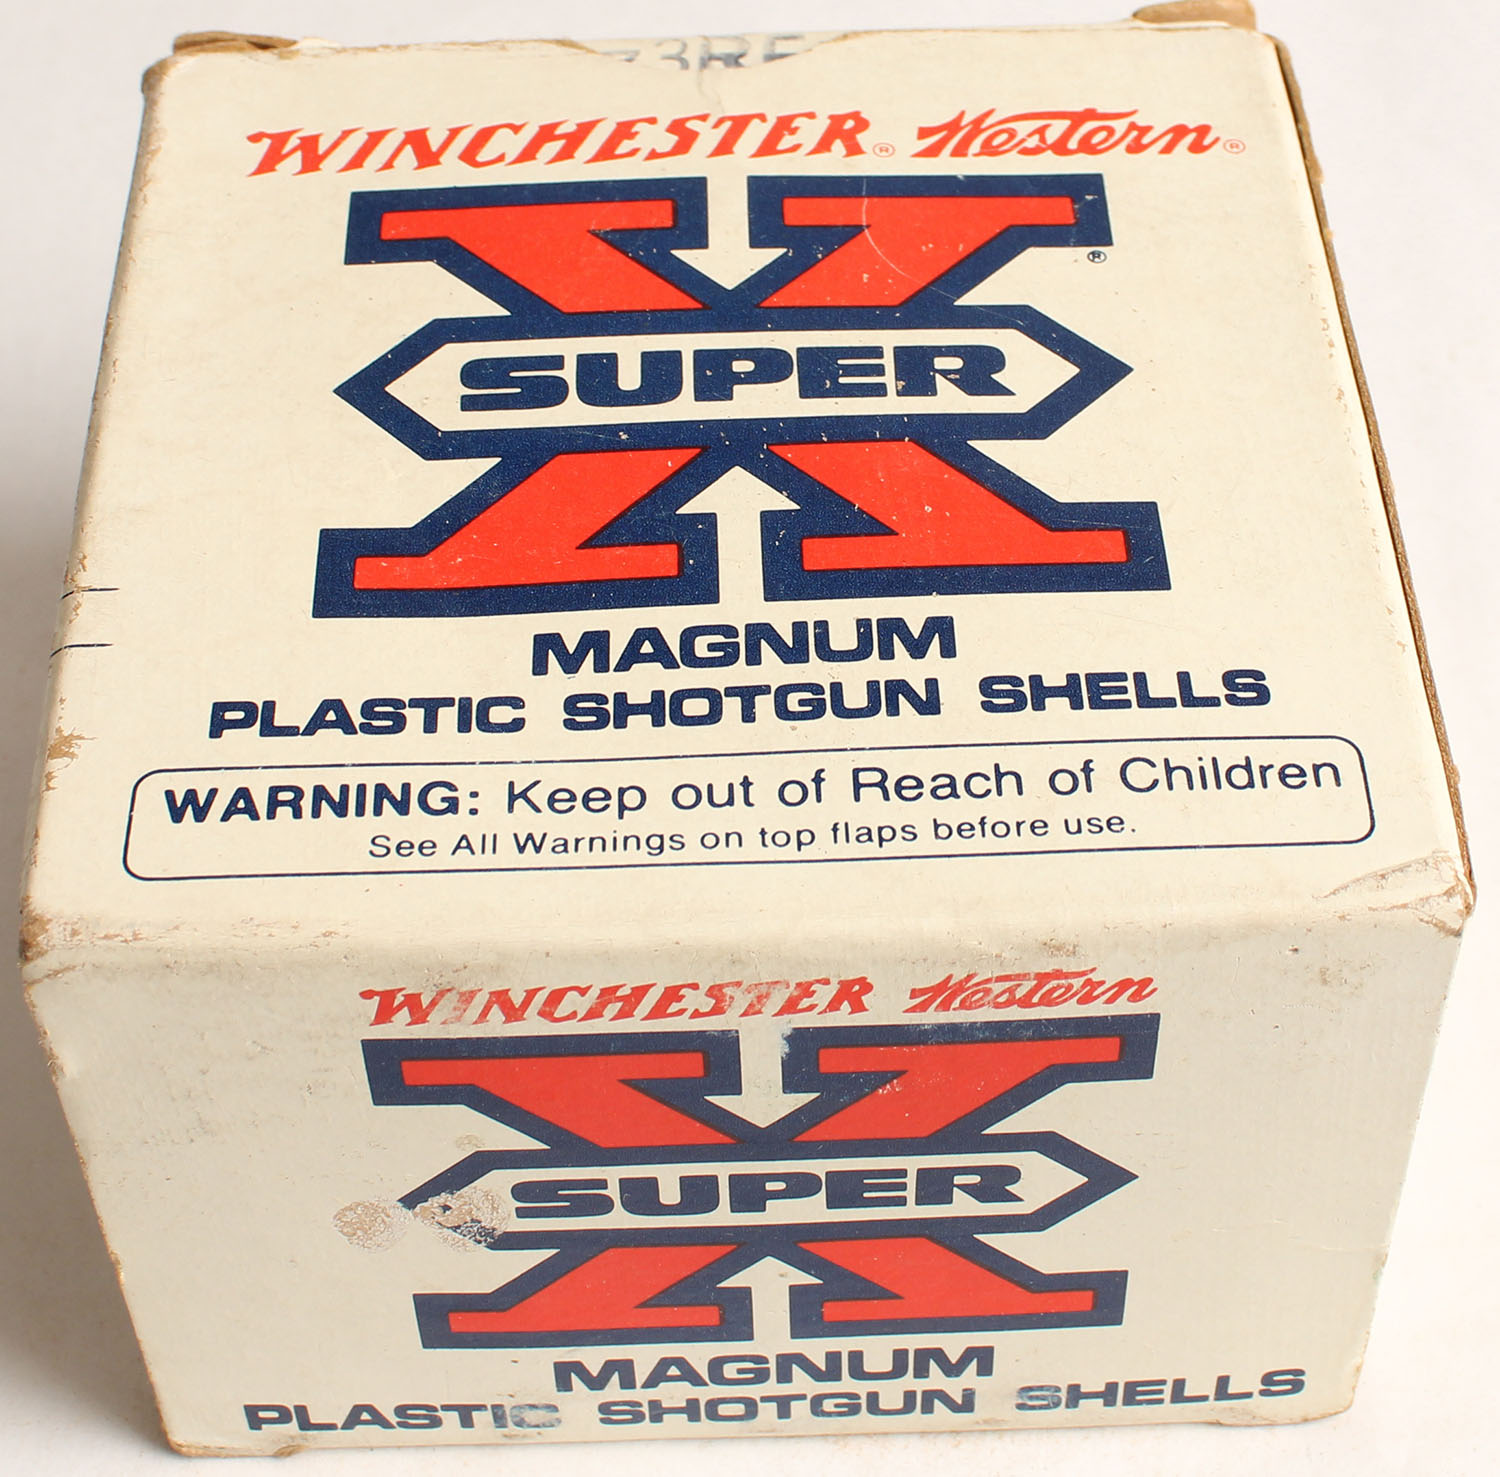 WINCHESTER® Western®
SUPER ®
MAGNUM
PLASTIC SHOTGUN SHELLS
WARNING: Keep out of Reach of Children
See All Warnings on top flaps before use.
WINCHESTER Western
SUPER
MAGNUM
PLASTIC SHOTGUN SHELLS